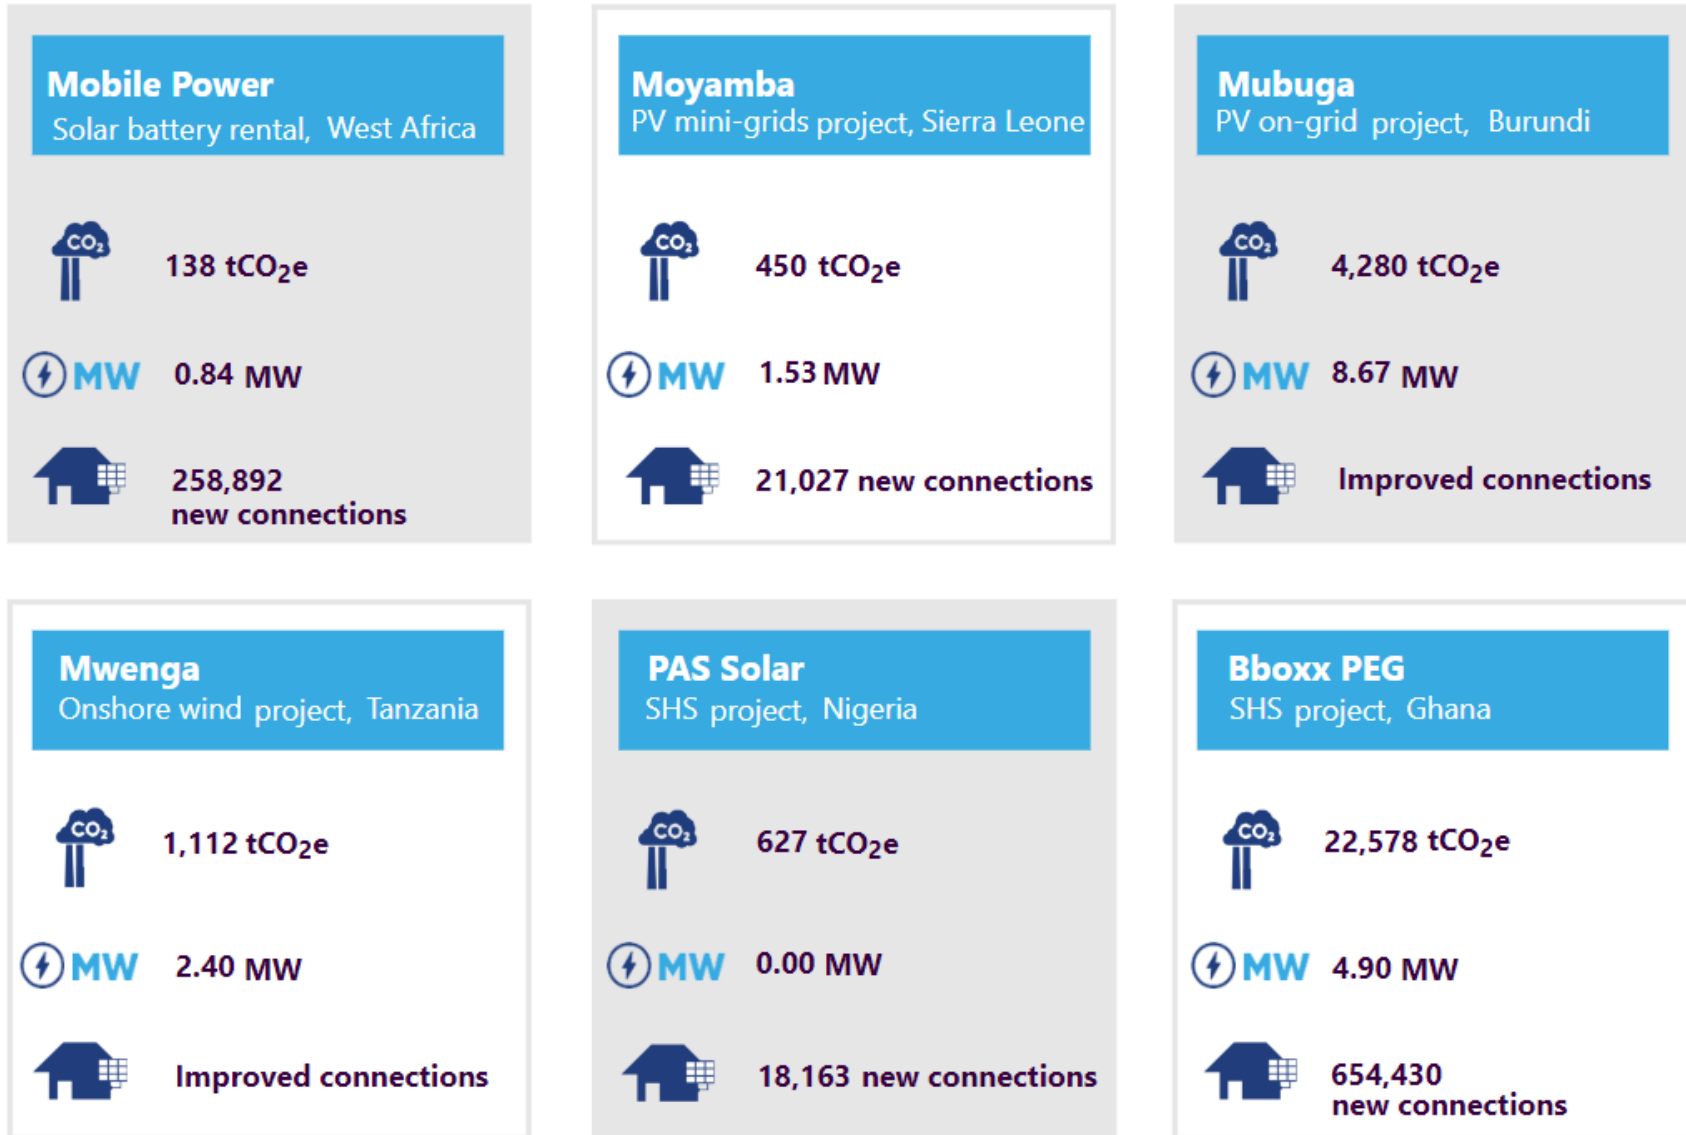 Mobile Power
Solar battery rental, West Africa
CO2
138 tCO2e
MW 0.84 MW
258,892
new connections
Moyamba
PV mini-grids project, Sierra Leone
CO2
450 tCO2e
MW 1.53 MW
21,027 new connections
Mubuga
PV on-grid project, Burundi
CO2
4,280 tCO2e
MW 8.67 MW
Improved connections
Mwenga
Onshore wind project, Tanzania
CO2
1,112 tCO2e
MW 2.40 MW
Improved connections
PAS Solar
SHS project, Nigeria
CO2
627 tCO2e
MW 0.00 MW
18,163 new connections
Bboxx PEG
SHS project, Ghana
CO2
22,578 tCO2e
MW 4.90 MW
654,430
new connections